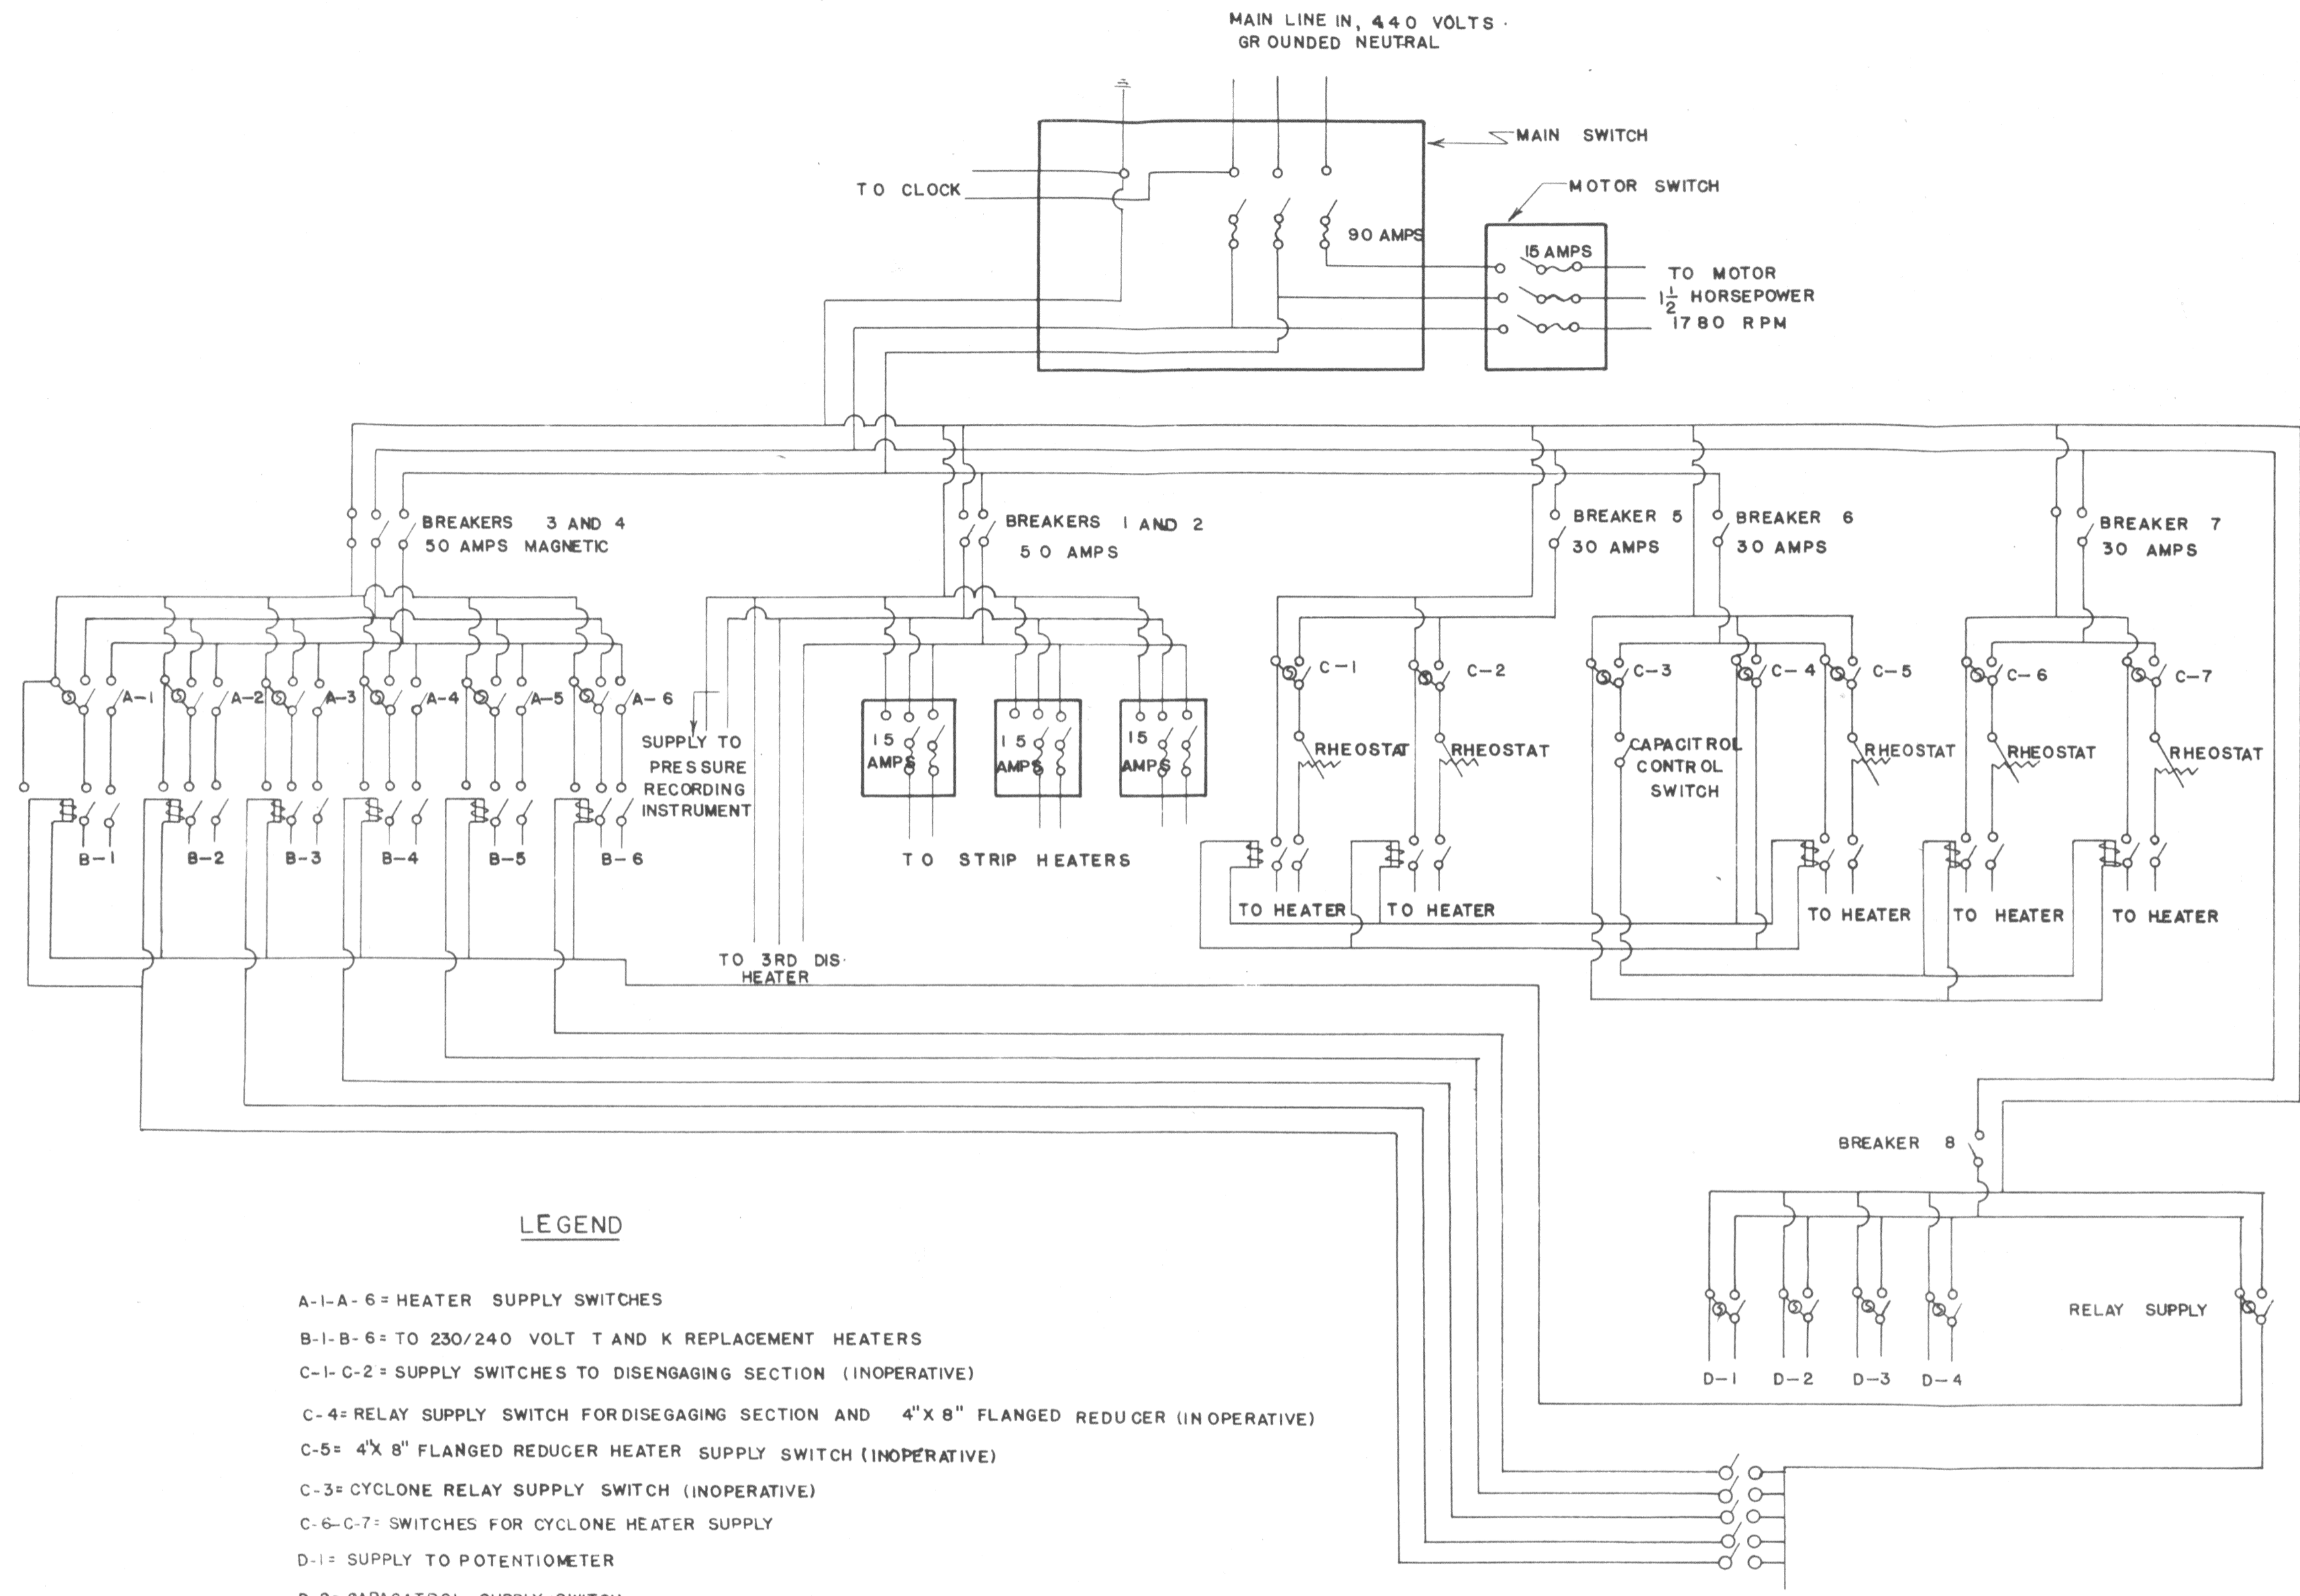 MAIN LINE IN, 440 VOLTS
GROUNDED NEUTRAL
MAIN SWITCH
TO CLOCK
MOTOR SWITCH
90 AMPS
15 AMPS
TO MOTOR
1 1/2 HORSEPOWER
1780 RPM
BREAKERS 3 AND 4
50 AMPS MAGNETIC
BREAKERS 1 AND 2
50 AMPS
BREAKER 5
30 AMPS
BREAKER 6
30 AMPS
BREAKER 7
30 AMPS
A-1
A-2
A-3
A-4
A-5
A-6
C-1
C-2
C-3
C-4
C-5
C-6
C-7
SUPPLY TO
PRESSURE
RECORDING
INSTRUMENT
15
AMPS
15
AMPS
15
AMPS
RHEOSTAT
RHEOSTAT
CAPACITROL
CONTROL
SWITCH
RHEOSTAT
RHEOSTAT
RHEOSTAT
B-1
B-2
B-3
B-4
B-5
B-6
TO STRIP HEATERS
TO HEATER
TO HEATER
TO HEATER
TO HEATER
TO HEATER
TO 3RD DIS.
HEATER
BREAKER 8
RELAY SUPPLY
D-1
D-2
D-3
D-4
LEGEND
A-1-A-6= HEATER SUPPLY SWITCHES
B-1-B-6= TO 230/240 VOLT T AND K REPLACEMENT HEATERS
C-1-C-2= SUPPLY SWITCHES TO DISENGAGING SECTION (INOPERATIVE)
C-4= RELAY SUPPLY SWITCH FOR DISEGAGING SECTION AND 4"X 8" FLANGED REDUCER (INOPERATIVE)
C-5= 4"X 8" FLANGED REDUCER HEATER SUPPLY SWITCH (INOPERATIVE)
C-3= CYCLONE RELAY SUPPLY SWITCH (INOPERATIVE)
C-6-C-7= SWITCHES FOR CYCLONE HEATER SUPPLY
D-1= SUPPLY TO POTENTIOMETER